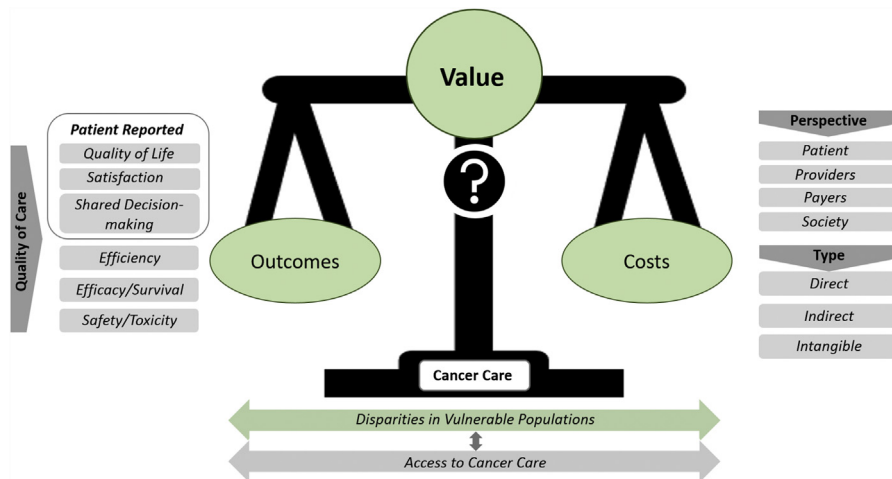 Value
?
Quality of Care
Patient Reported
Quality of Life
Satisfaction
Shared Decision-
making
Efficiency
Efficacy/Survival
Safety/Toxicity
Outcomes
Costs
Perspective
Patient
Providers
Payers
Society
Type
Direct
Indirect
Intangible
Cancer Care
Disparities in Vulnerable Populations
Access to Cancer Care